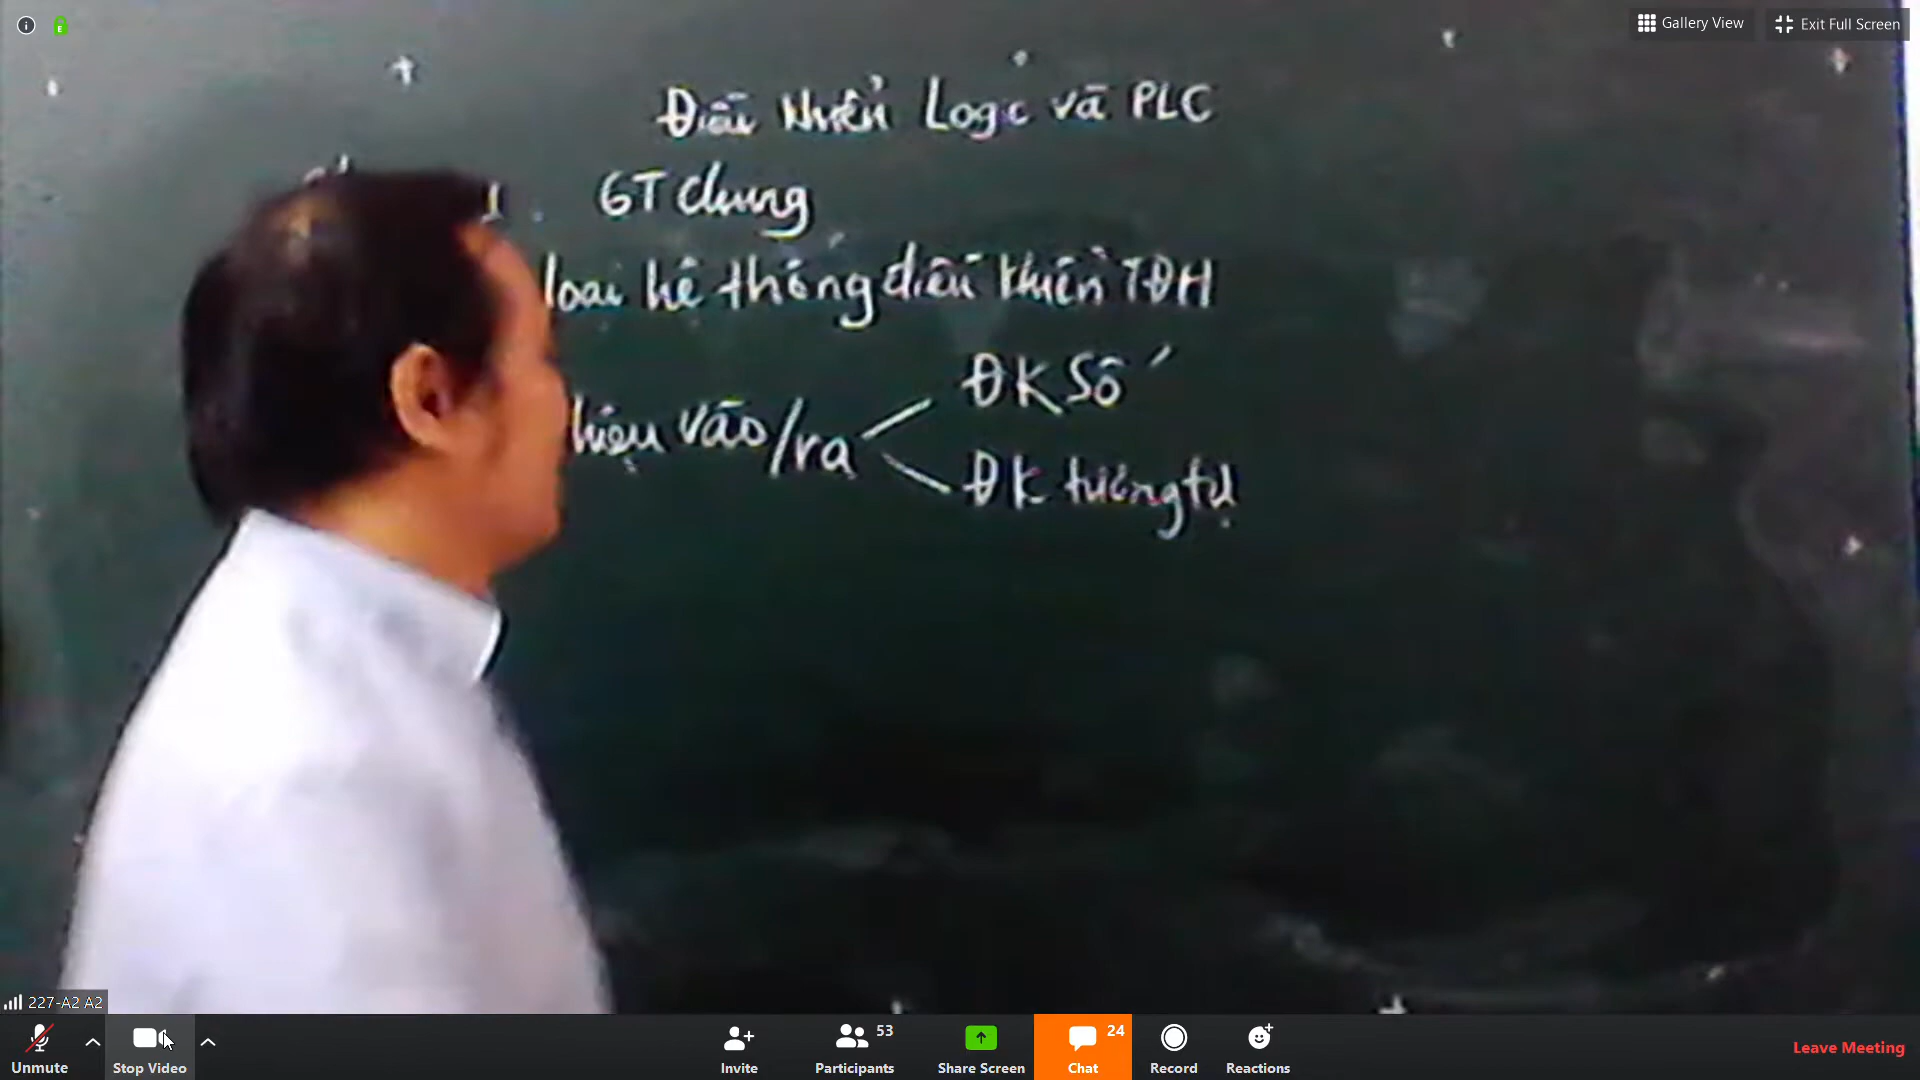 Gallery View
Exit Full Screen
Điều khiển Logic và PLC
1. GT chung
loại hệ thống điều khiển TĐH
hiệu vào/ra
ĐK Số
ĐK tương tự
227-A2 A2
Unmute
Stop Video
Invite
Participants 53
Share Screen
Chat 24
Record
Reactions
Leave Meeting